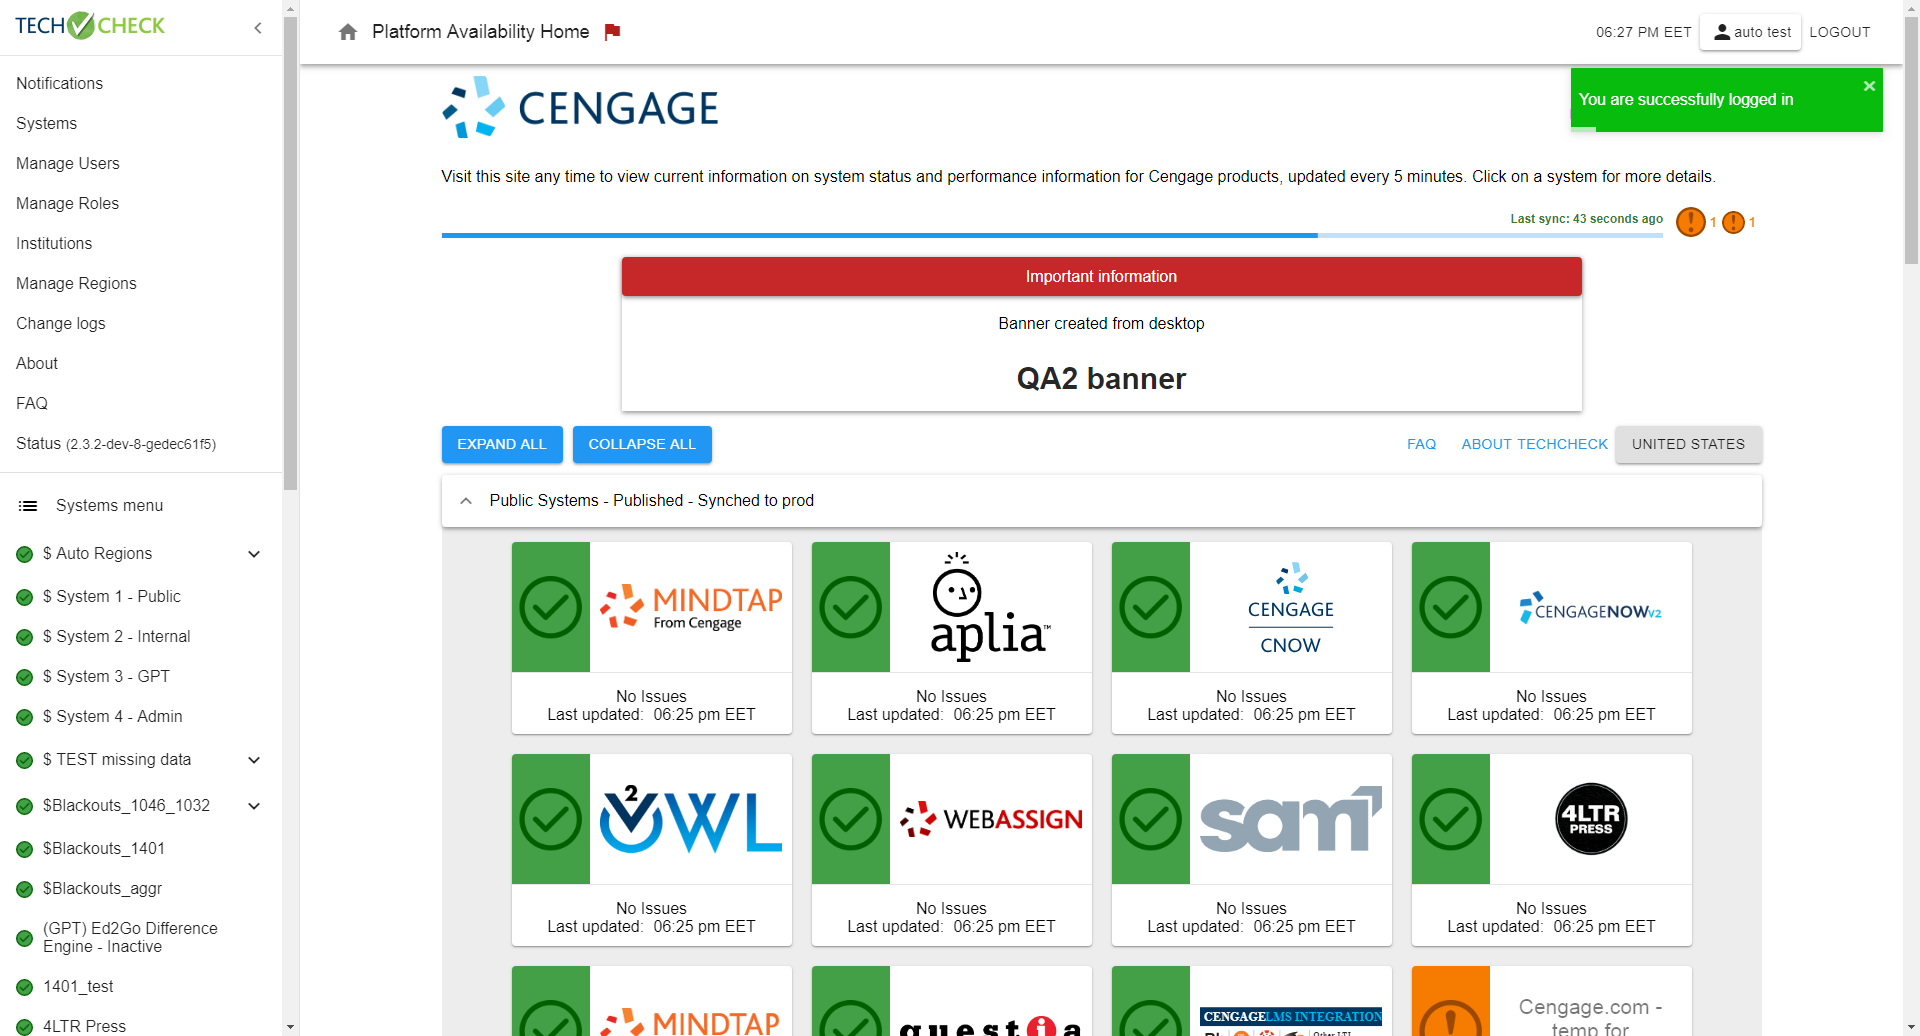 TECH CHECK
Notifications
Systems
Manage Users
Manage Roles
Institutions
Manage Regions
Change logs
About
FAQ
Status (2.3.2-dev-8-gedec61f5)
Systems menu
$ Auto Regions
$ System 1 - Public
$ System 2 - Internal
$ System 3 - GPT
$ System 4 - Admin
$ TEST missing data
$Blackouts_1046_1032
$Blackouts_1401
$Blackouts_aggr
(GPT) Ed2Go Difference
Engine - Inactive
1401_test
4LTR Press
Platform Availability Home
06:27 PM EET
auto test
LOGOUT
You are successfully logged in
CENGAGE
Visit this site any time to view current information on system status and performance information for Cengage products, updated every 5 minutes. Click on a system for more details.
Last sync: 43 seconds ago
1
1
Important information
Banner created from desktop
QA2 banner
EXPAND ALL
COLLAPSE ALL
FAQ
ABOUT TECHCHECK
UNITED STATES
Public Systems - Published - Synched to prod
MINDTAP
From Cengage
No Issues
Last updated: 06:25 pm EET
aplia™
No Issues
Last updated: 06:25 pm EET
CENGAGE
CNOW
No Issues
Last updated: 06:25 pm EET
CENGAGENOWv2
No Issues
Last updated: 06:25 pm EET
OWL
V2
No Issues
Last updated: 06:25 pm EET
WEBASSIGN
No Issues
Last updated: 06:25 pm EET
sam
No Issues
Last updated: 06:25 pm EET
4LTR
PRESS
No Issues
Last updated: 06:25 pm EET
MINDTAP
questia
CENGAGE LMS INTEGRATION
Cengage.com -
temp for